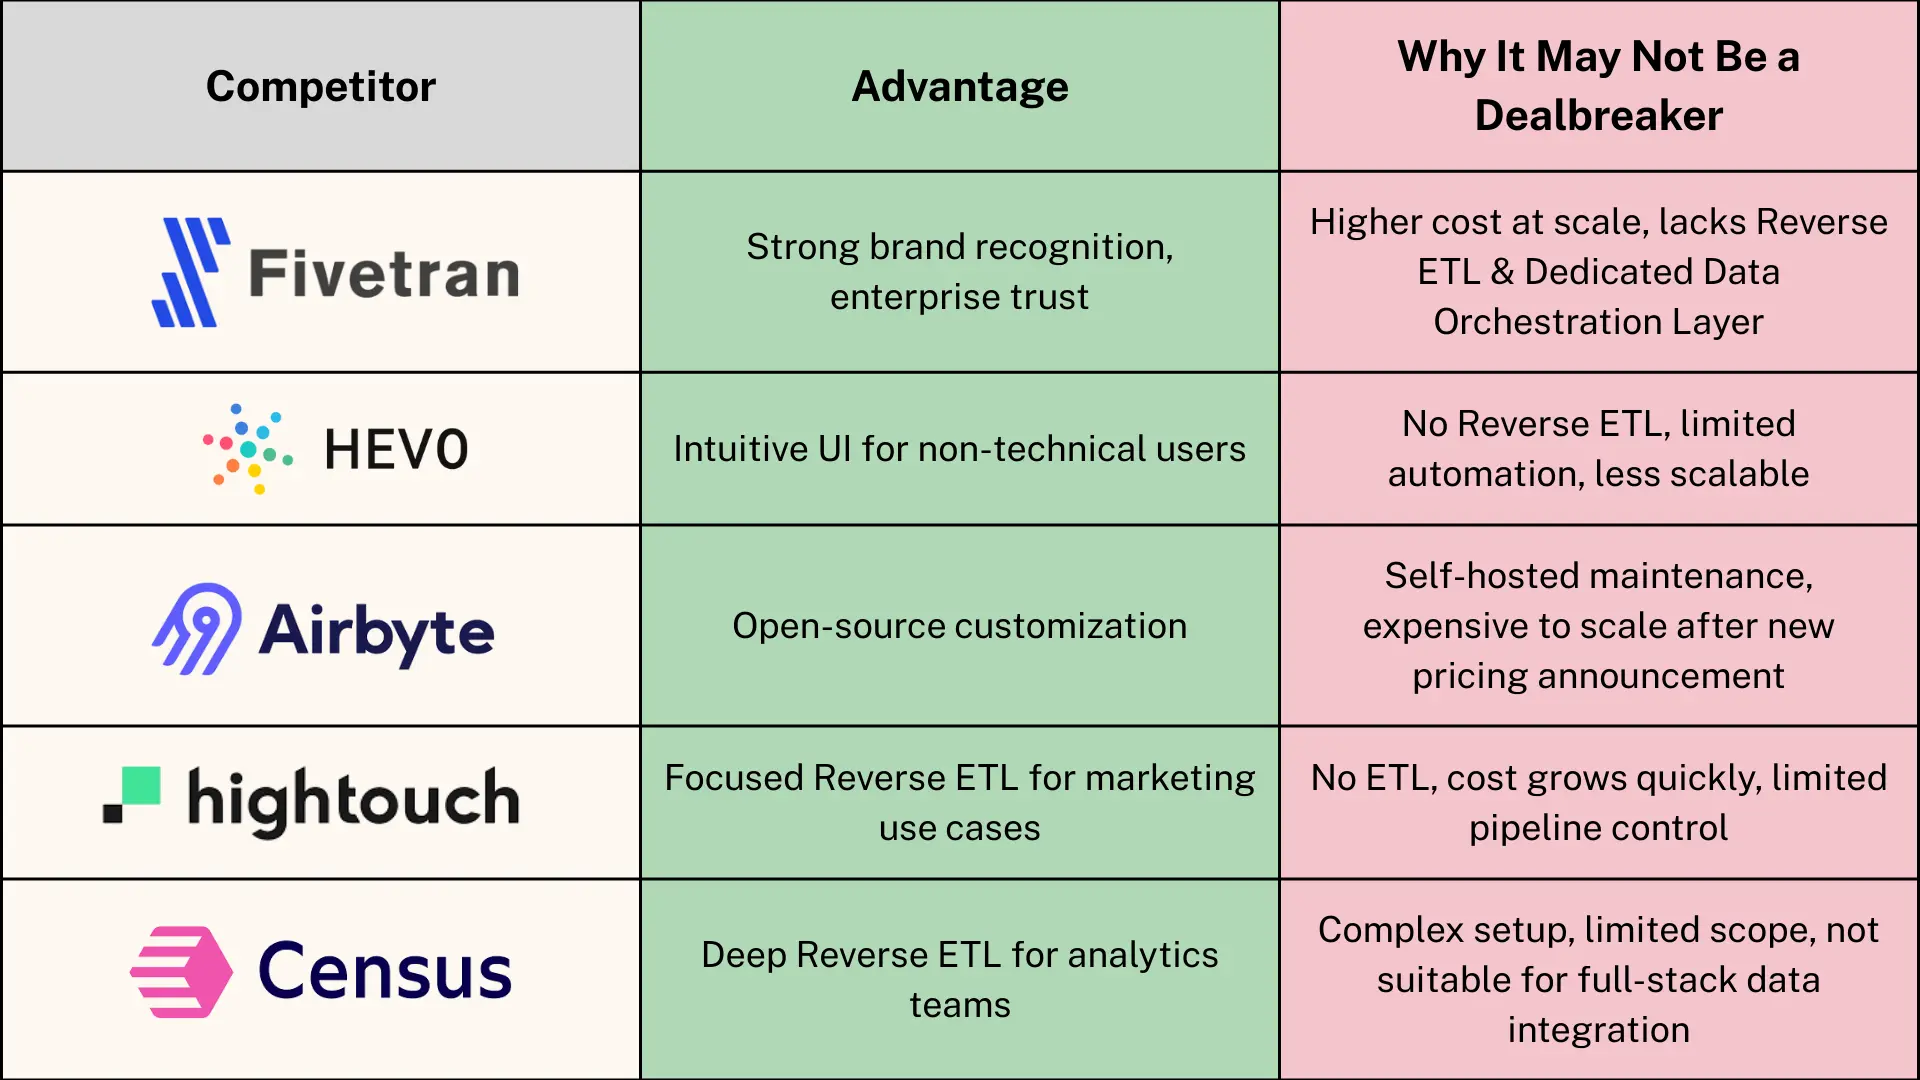 Competitor
Advantage
Why It May Not Be a
Dealbreaker
Fivetran
Strong brand recognition,
enterprise trust
Higher cost at scale, lacks Reverse
ETL & Dedicated Data
Orchestration Layer
HEVO
Intuitive UI for non-technical users
No Reverse ETL, limited
automation, less scalable
Airbyte
Open-source customization
Self-hosted maintenance,
expensive to scale after new
pricing announcement
hightouch
Focused Reverse ETL for marketing
use cases
No ETL, cost grows quickly, limited
pipeline control
Census
Deep Reverse ETL for analytics
teams
Complex setup, limited scope, not
suitable for full-stack data
integration